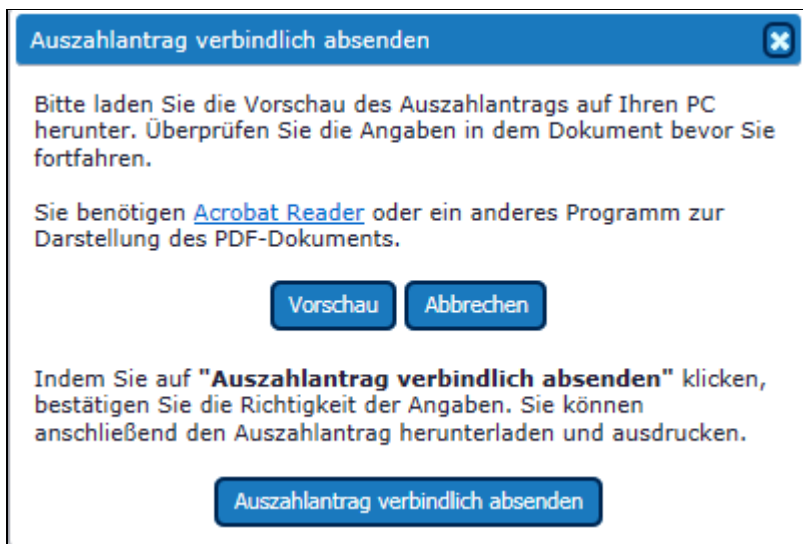 Auszahlantrag verbindlich absenden
Bitte laden Sie die Vorschau des Auszahlantrags auf Ihren PC
herunter. Überprüfen Sie die Angaben in dem Dokument bevor Sie
fortfahren.
Sie benötigen Acrobat Reader oder ein anderes Programm zur
Darstellung des PDF-Dokuments.
Vorschau Abbrechen
Indem Sie auf "Auszahlantrag verbindlich absenden" klicken,
bestätigen Sie die Richtigkeit der Angaben. Sie können
anschließend den Auszahlantrag herunterladen und ausdrucken.
Auszahlantrag verbindlich absenden